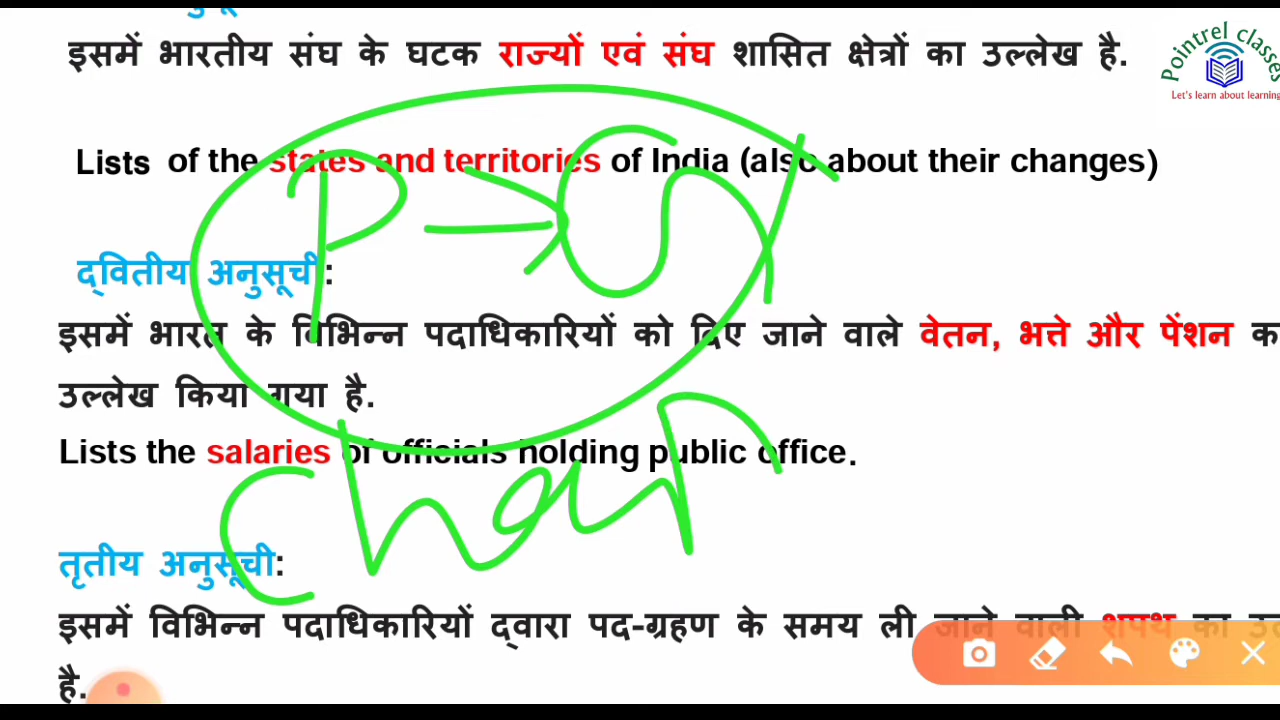 इसमें भारतीय संघ के घटक राज्यों एवं संघ शासित क्षेत्रों का उल्लेख है.
Pointrel classes
Let's learn about learning
Lists of the states and territories of India (also about their changes)
P → St
द्वितीय अनुसूची:
इसमें भारत के विभिन्न पदाधिकारियों को दिए जाने वाले वेतन, भत्ते और पेंशन क
उल्लेख किया गया है.
Lists the salaries of officials holding public office.
char
तृतीय अनुसूची:
इसमें विभिन्न पदाधिकारियों द्वारा पद-ग्रहण के समय ली जाने वाली शपथ का
है.